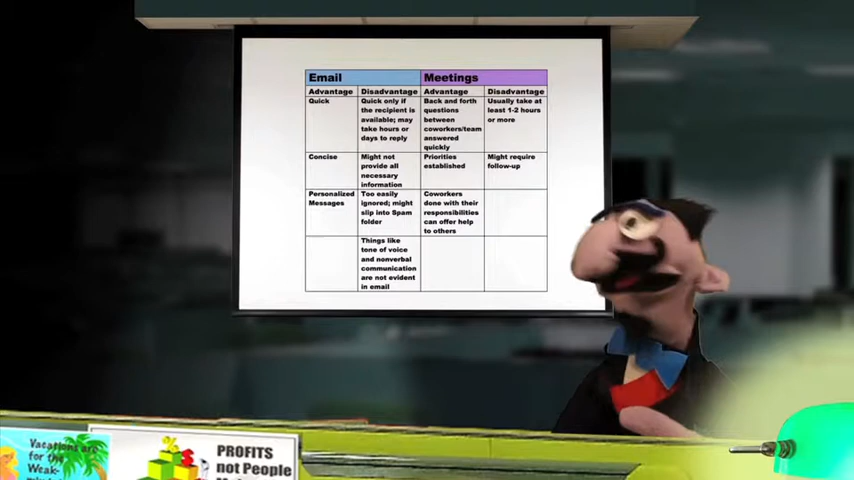 Email
Meetings
Advantage
Disadvantage
Advantage
Disadvantage
Quick
Quick only if
the recipient is
available; may
take hours or
days to reply
Back and forth
questions
between
coworkers/team
answered
quickly
Usually take at
least 1-2 hours
or more
Concise
Might not
provide all
necessary
information
Priorities
established
Might require
follow-up
Personalized
Messages
Too easily
ignored; might
slip into Spam
folder
Coworkers
done with their
responsibilities
can offer help
to others
Things like
tone of voice
and nonverbal
communication
are not evident
in email
Vacations are
for the
Weak-
% $
PROFITS
not People